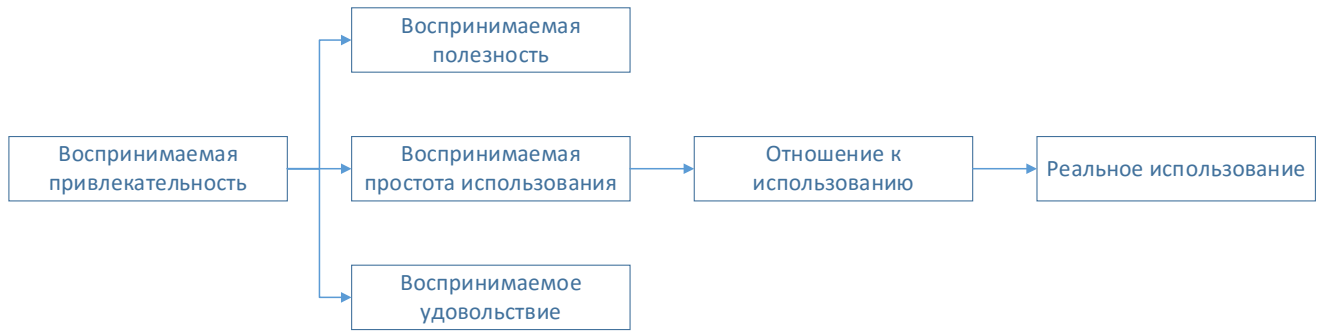 Воспринимаемая
полезность
Воспринимаемая
привлекательность
Воспринимаемая
простота использования
Отношение к
использованию
Реальное использование
Воспринимаемое
удовольствие